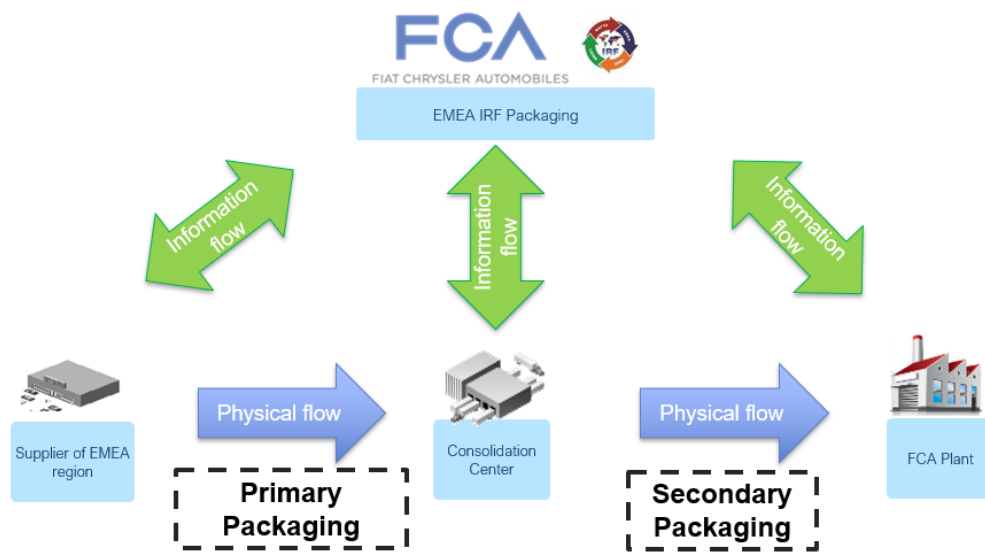 FCA
FIAT CHRYSLER AUTOMOBILES
IRF
EMEA IRF Packaging
Information
flow
Information
flow
Information
flow
Supplier of EMEA
region
Physical flow
Consolidation
Center
Physical flow
FCA Plant
Primary
Packaging
Secondary
Packaging